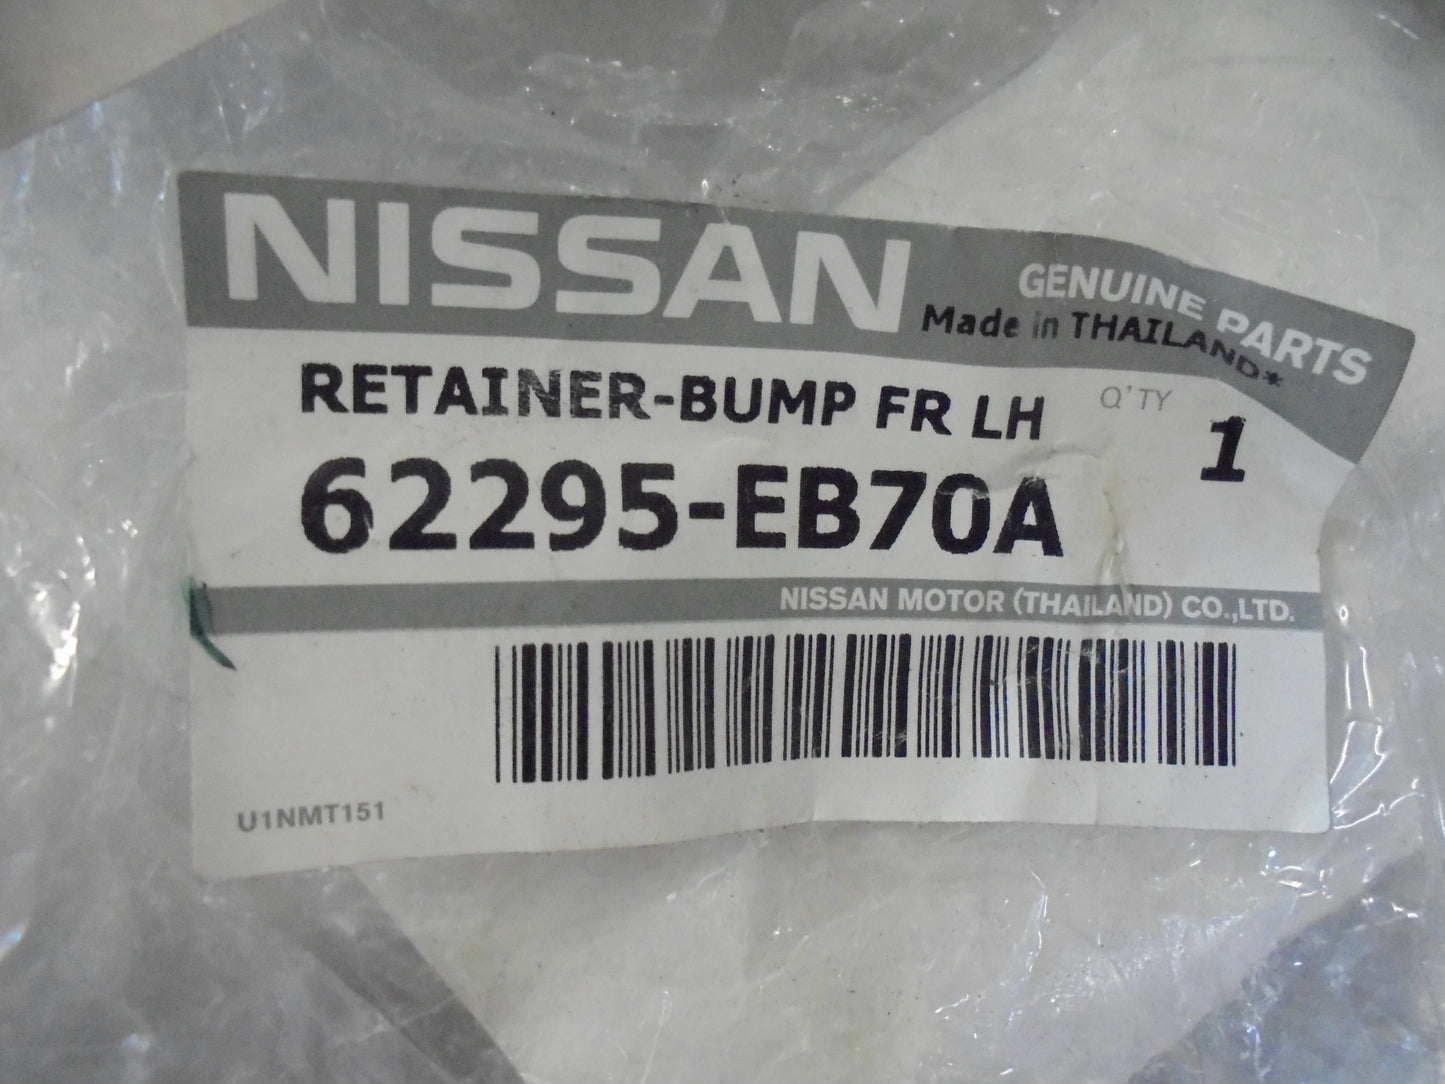 NISSAN
GENUINE PARTS
Made in THAILAND*
RETAINER-BUMP FR LH
Q'TY 1
62295-EB70A
NISSAN MOTOR (THAILAND) CO.,LTD.
U1NMT151